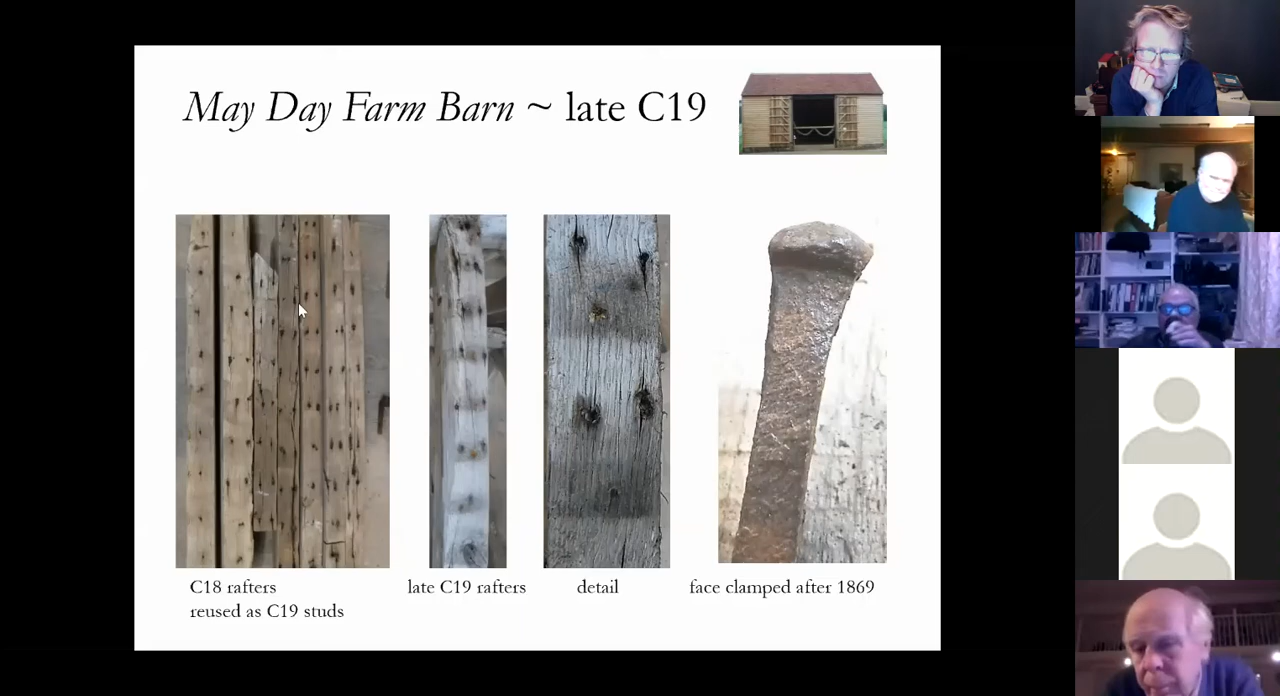 May Day Farm Barn ~ late C19
C18 rafters
reused as C19 studs
late C19 rafters
detail
face clamped after 1869